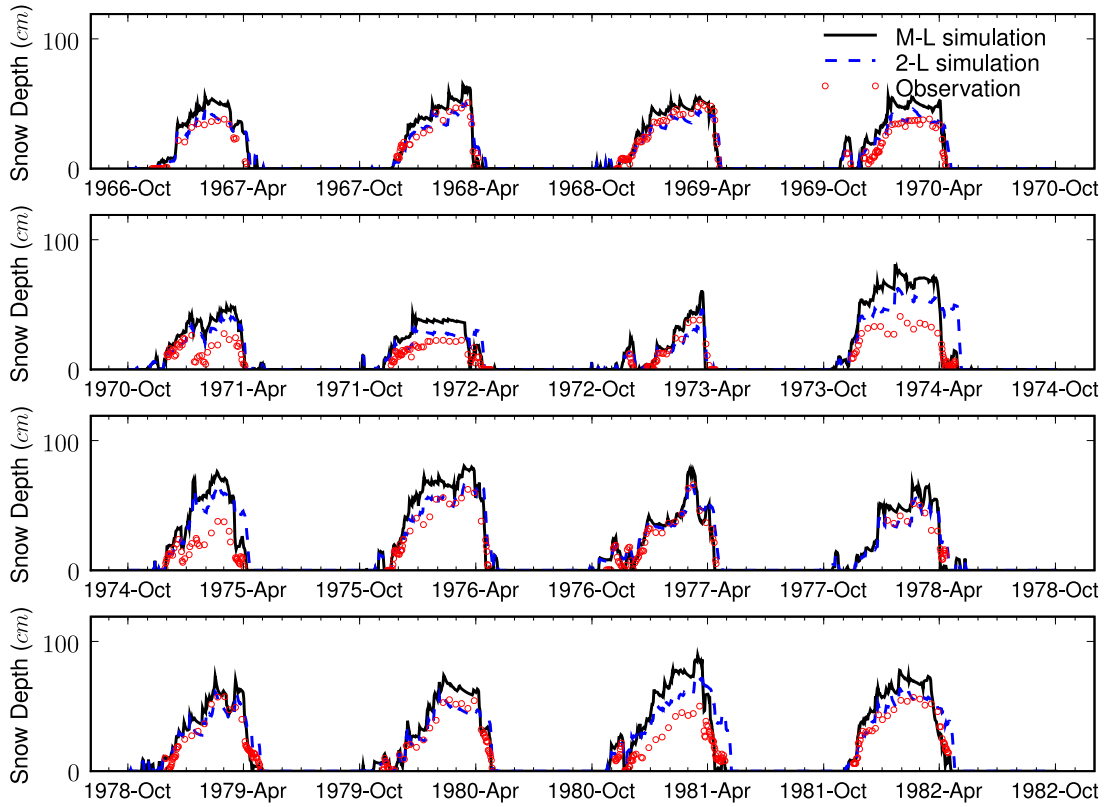 Snow Depth (cm)
100
0
M-L simulation
2-L simulation
Observation
1966-Oct 1967-Apr 1967-Oct 1968-Apr 1968-Oct 1969-Apr 1969-Oct 1970-Apr 1970-Oct
Snow Depth (cm)
100
0
1970-Oct 1971-Apr 1971-Oct 1972-Apr 1972-Oct 1973-Apr 1973-Oct 1974-Apr 1974-Oct
Snow Depth (cm)
100
0
1974-Oct 1975-Apr 1975-Oct 1976-Apr 1976-Oct 1977-Apr 1977-Oct 1978-Apr 1978-Oct
Snow Depth (cm)
100
0
1978-Oct 1979-Apr 1979-Oct 1980-Apr 1980-Oct 1981-Apr 1981-Oct 1982-Apr 1982-Oct